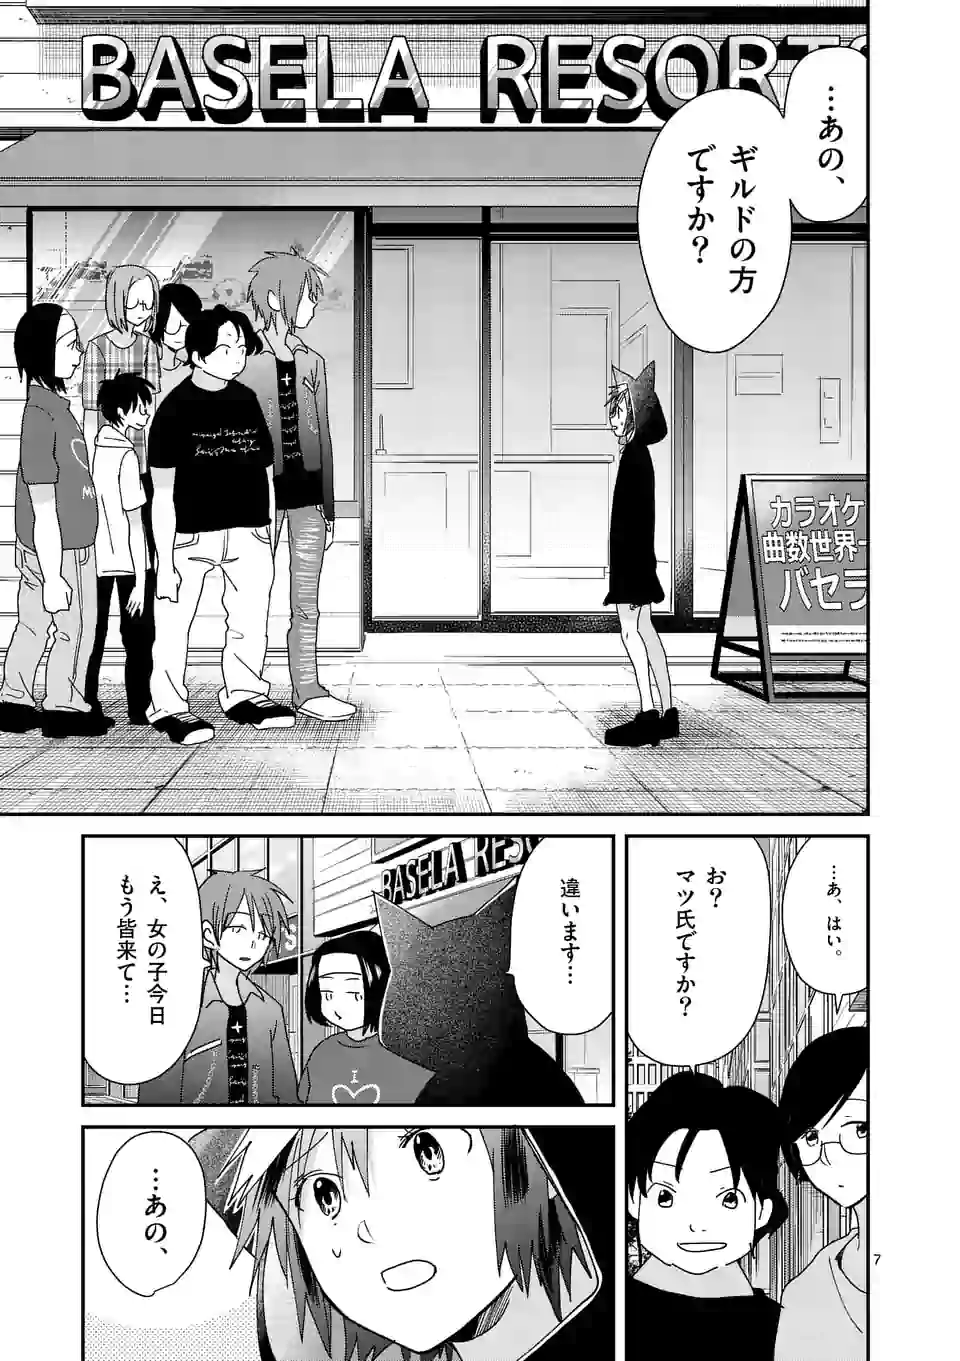 BASELA RESORTS
…あの、
ギルドの方
ですか？
カラオケ
曲数世界一
バセラ
…あ、はい。
お？
マツ氏ですか？
BASELA RESO
違います…
え、女の子今日
もう皆来て…
I
…あの、
7